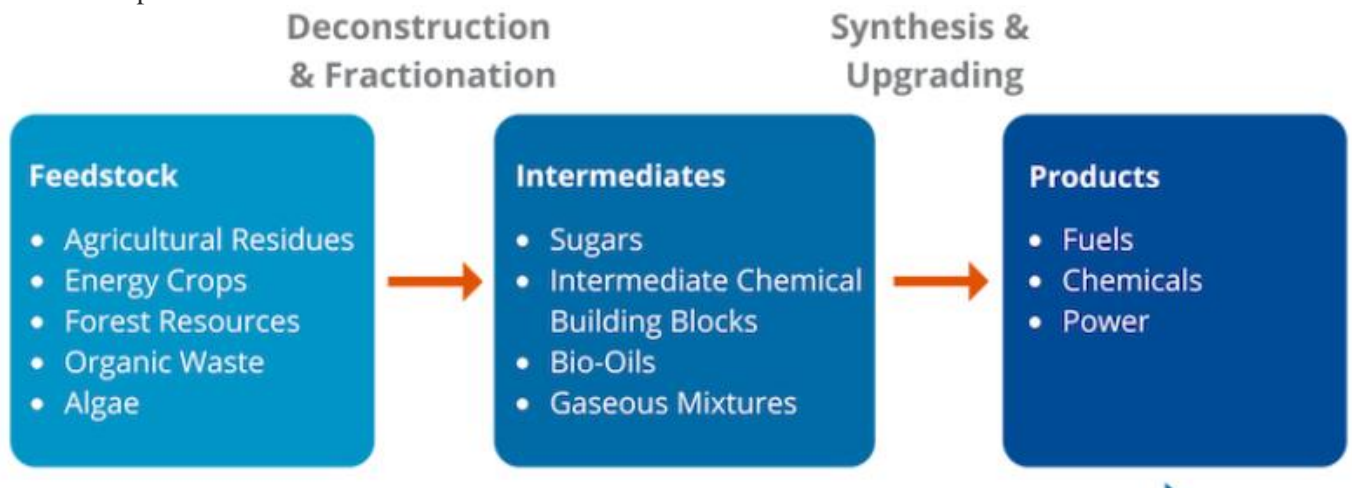 Deconstruction
& Fractionation
Synthesis &
Upgrading
Feedstock
• Agricultural Residues
• Energy Crops
• Forest Resources
• Organic Waste
• Algae
Intermediates
• Sugars
• Intermediate Chemical
Building Blocks
• Bio-Oils
• Gaseous Mixtures
Products
• Fuels
• Chemicals
• Power